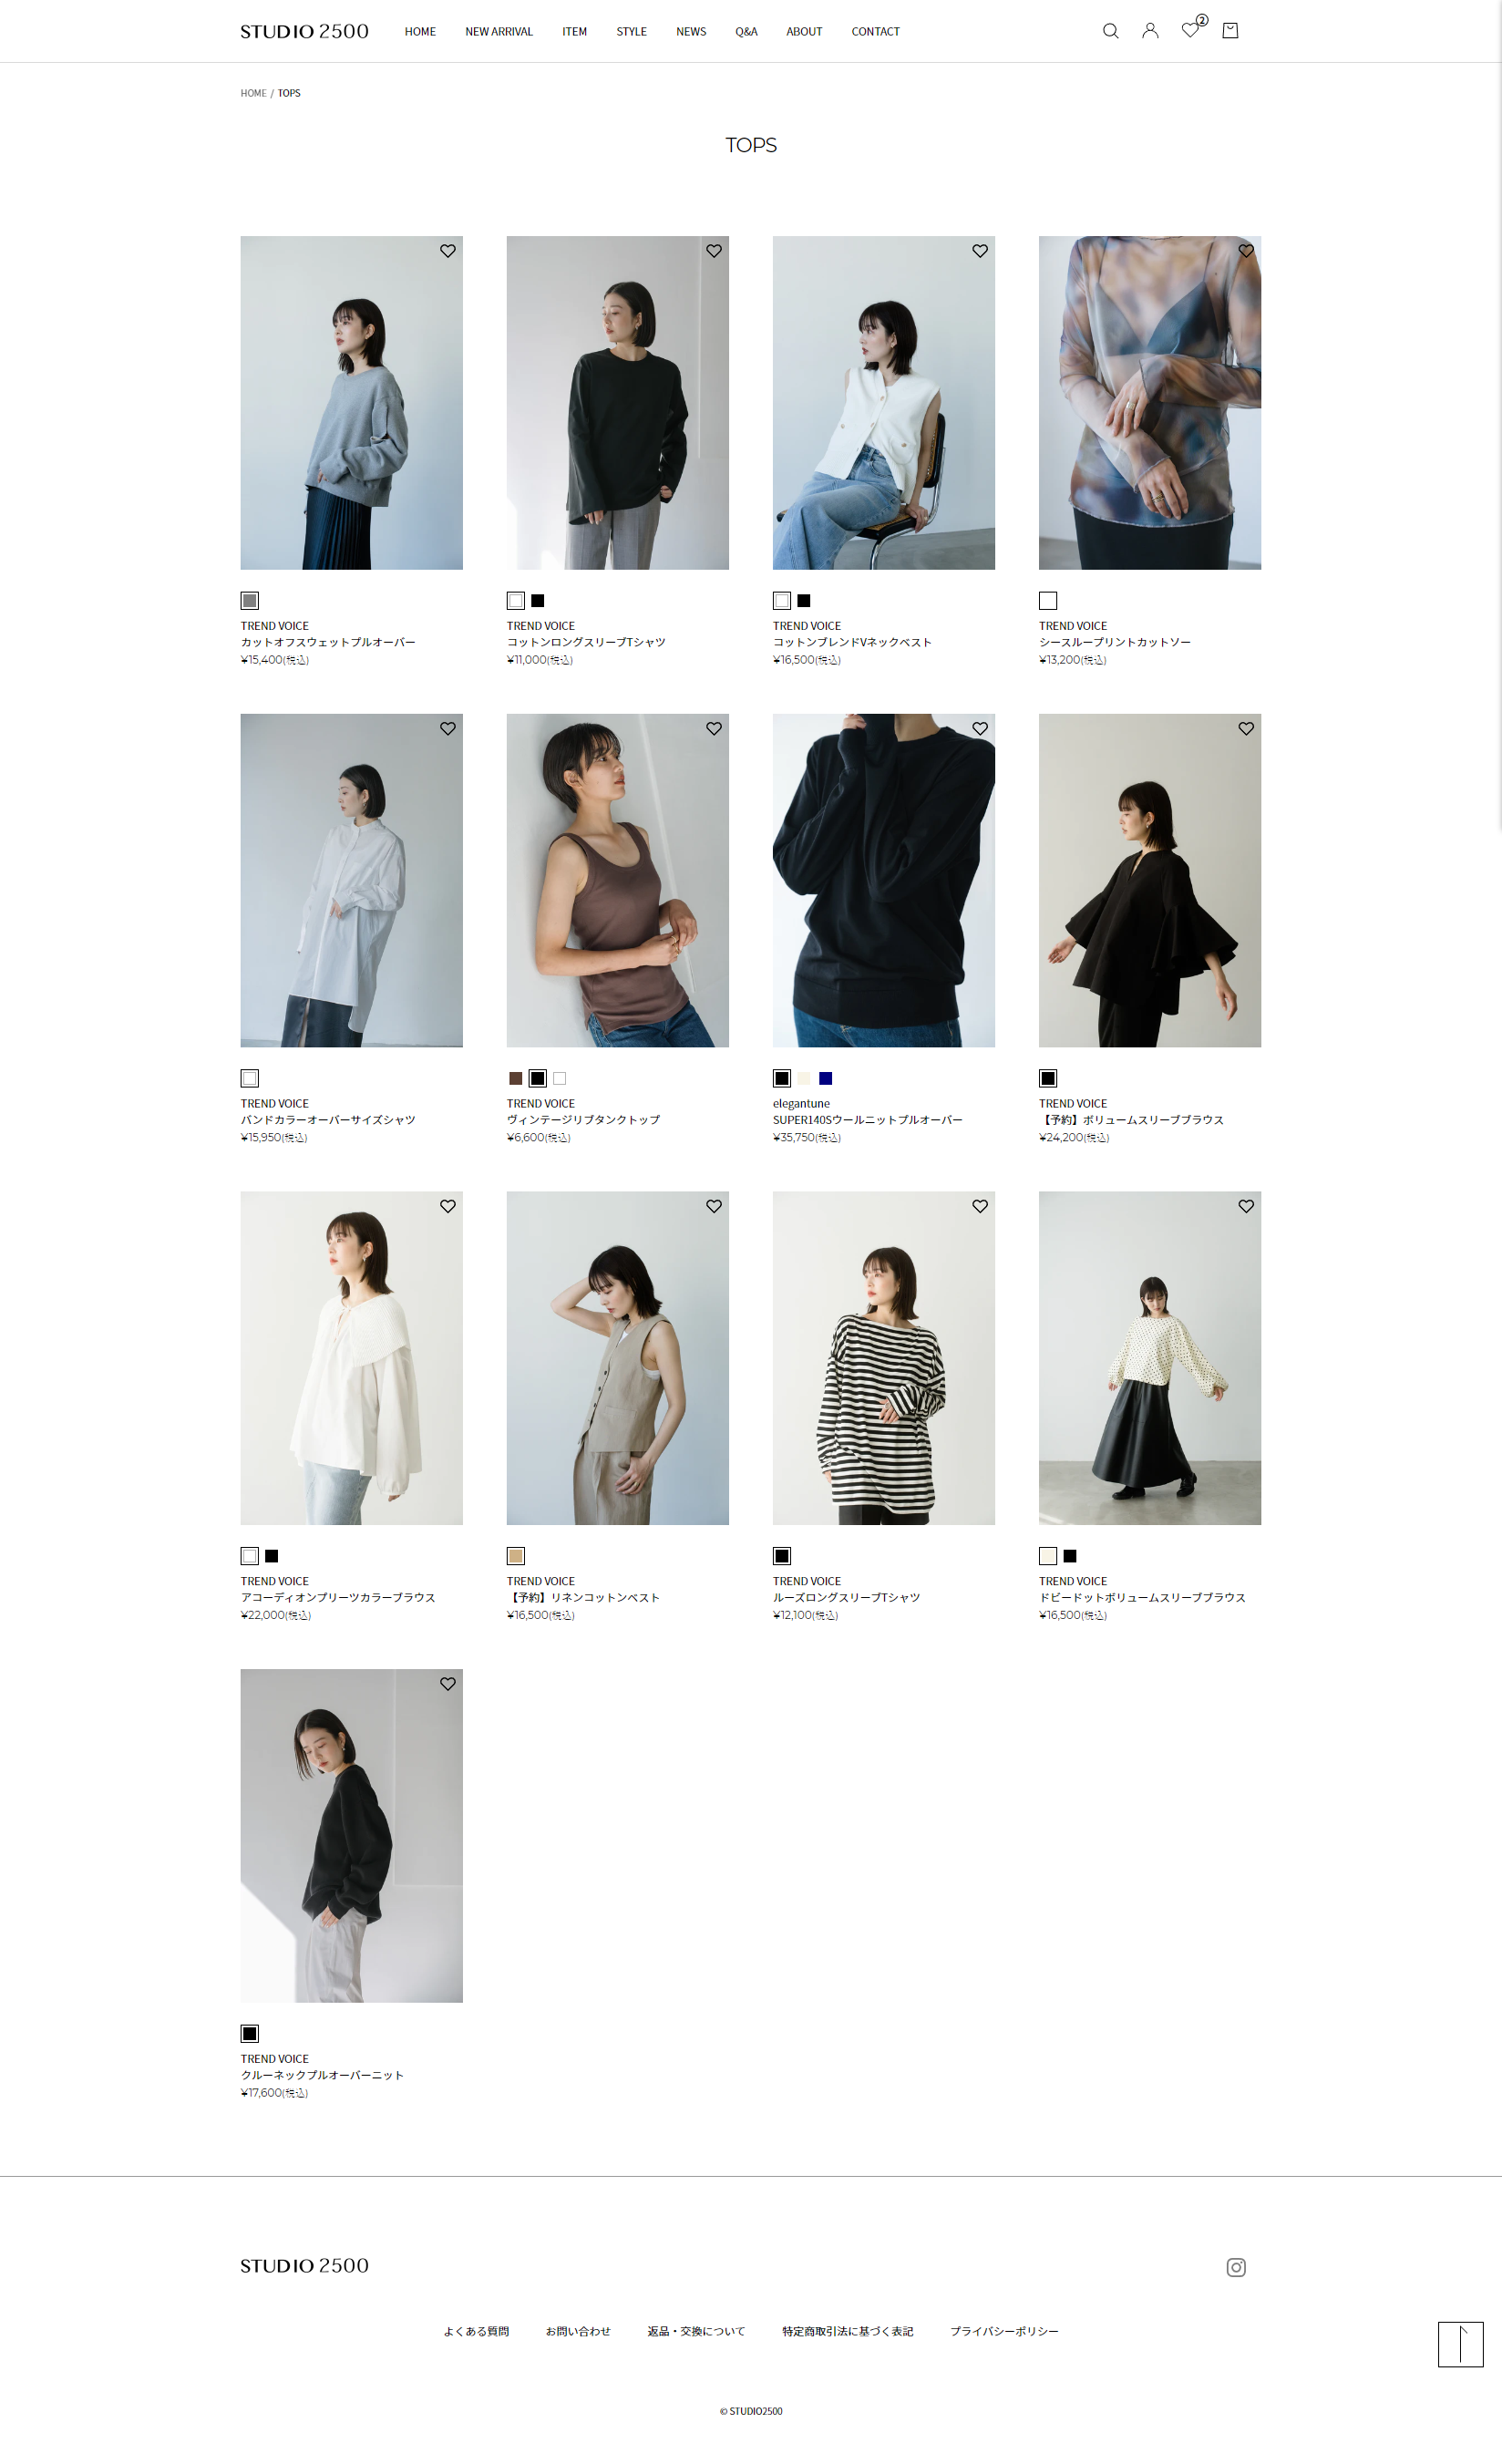 STUDIO 2500
HOME
NEW ARRIVAL
ITEM
STYLE
NEWS
Q&A
ABOUT
CONTACT
2
HOME / TOPS
TOPS
TREND VOICE
カットオフスウェットプルオーバー
¥15,400(税込)
TREND VOICE
コットンロングスリーブTシャツ
¥11,000(税込)
TREND VOICE
コットンブレンドVネックベスト
¥16,500(税込)
TREND VOICE
シースループリントカットソー
¥13,200(税込)
TREND VOICE
バンドカラーオーバーサイズシャツ
¥15,950(税込)
TREND VOICE
ヴィンテージリブタンクトップ
¥6,600(税込)
elegantune
SUPER140Sウールニットプルオーバー
¥35,750(税込)
TREND VOICE
【予約】ボリュームスリーブブラウス
¥24,200(税込)
TREND VOICE
アコーディオンプリーツカラーブラウス
¥22,000(税込)
TREND VOICE
【予約】リネンコットンベスト
¥16,500(税込)
TREND VOICE
ルーズロングスリーブTシャツ
¥12,100(税込)
TREND VOICE
ドビードットボリュームスリーブブラウス
¥16,500(税込)
TREND VOICE
クルーネックプルオーバーニット
¥17,600(税込)
STUDIO 2500
よくある質問
お問い合わせ
返品・交換について
特定商取引法に基づく表記
プライバシーポリシー
© STUDIO2500